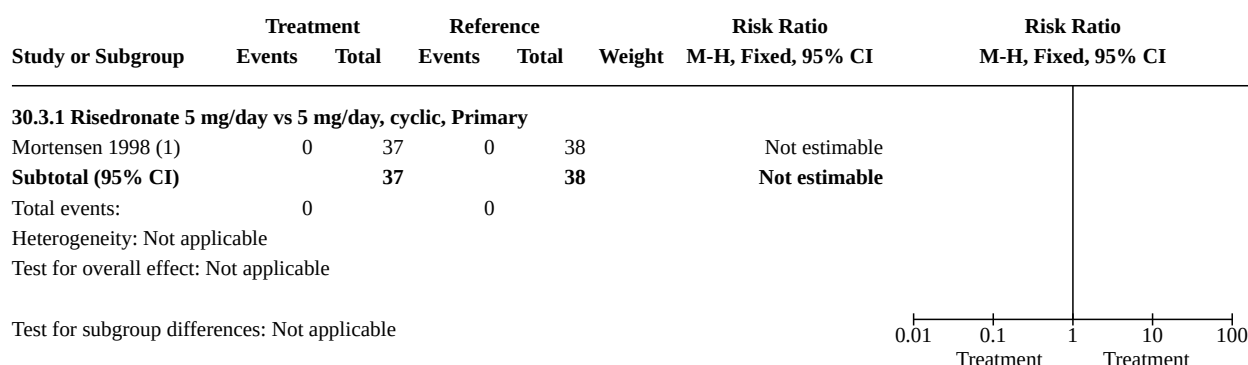 Treatment Reference Risk Ratio Risk Ratio
Study or Subgroup Events Total Events Total Weight M-H, Fixed, 95% CI M-H, Fixed, 95% CI
30.3.1 Risedronate 5 mg/day vs 5 mg/day, cyclic, Primary
Mortensen 1998 (1) 0 37 0 38 Not estimable
Subtotal (95% CI) 37 38 Not estimable
Total events: 0 0
Heterogeneity: Not applicable
Test for overall effect: Not applicable
Test for subgroup differences: Not applicable
0.01 0.1 1 10 100
Treatment Treatment